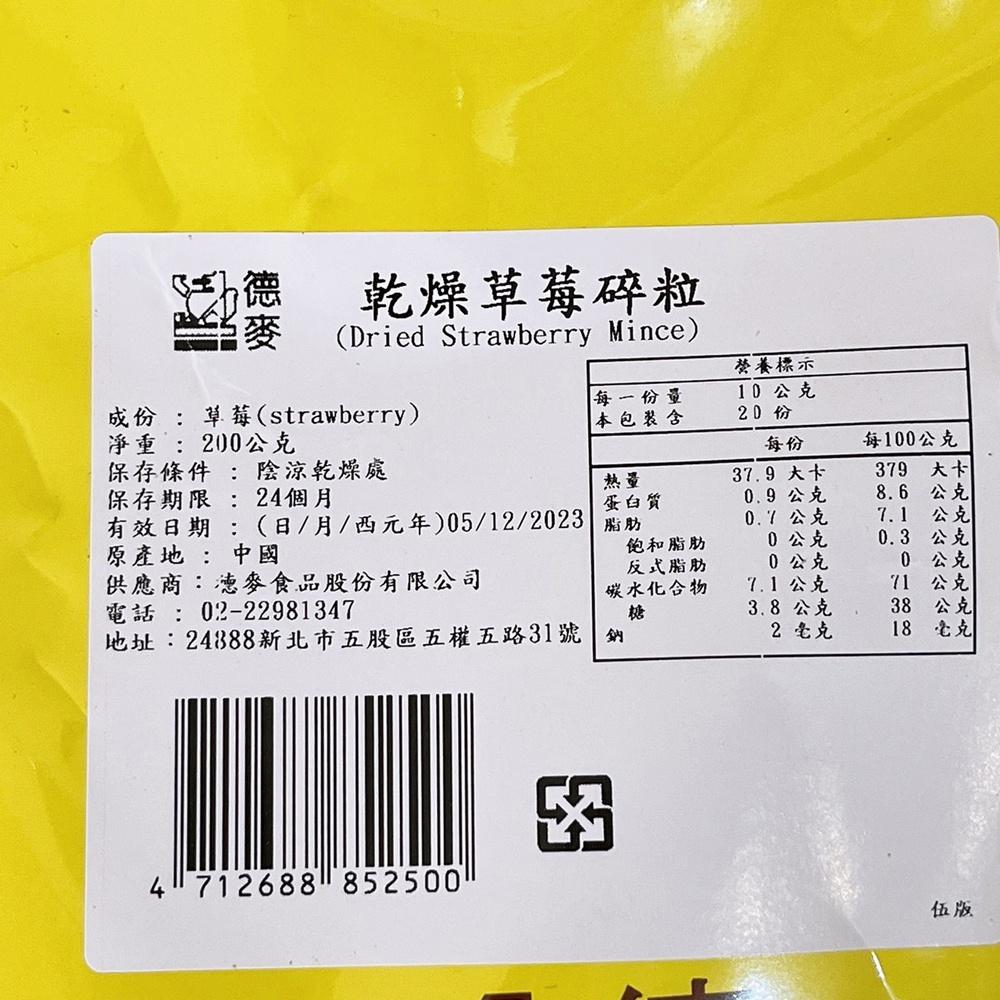 德麥
乾燥草莓碎粒
(Dried Strawberry Mince)
成份 : 草莓(strawberry)
淨重 : 200公克
保存條件 : 陰涼乾燥處
保存期限 : 24個月
有效日期 : (日/月/西元年)05/12/2023
原產地 : 中國
供應商 : 德麥食品股份有限公司
電話 : 02-22981347
地址 : 24888新北市五股區五權五路31號
營養標示
每一份量 10 公克
本包裝含 20 份
每份 每100公克
熱量 37.9 大卡 379 大卡
蛋白質 0.9 公克 8.6 公克
脂肪 0.7 公克 7.1 公克
飽和脂肪 0 公克 0.3 公克
反式脂肪 0 公克 0 公克
碳水化合物 7.1 公克 71 公克
糖 3.8 公克 38 公克
鈉 2 毫克 18 毫克
4 712688 852500
伍版